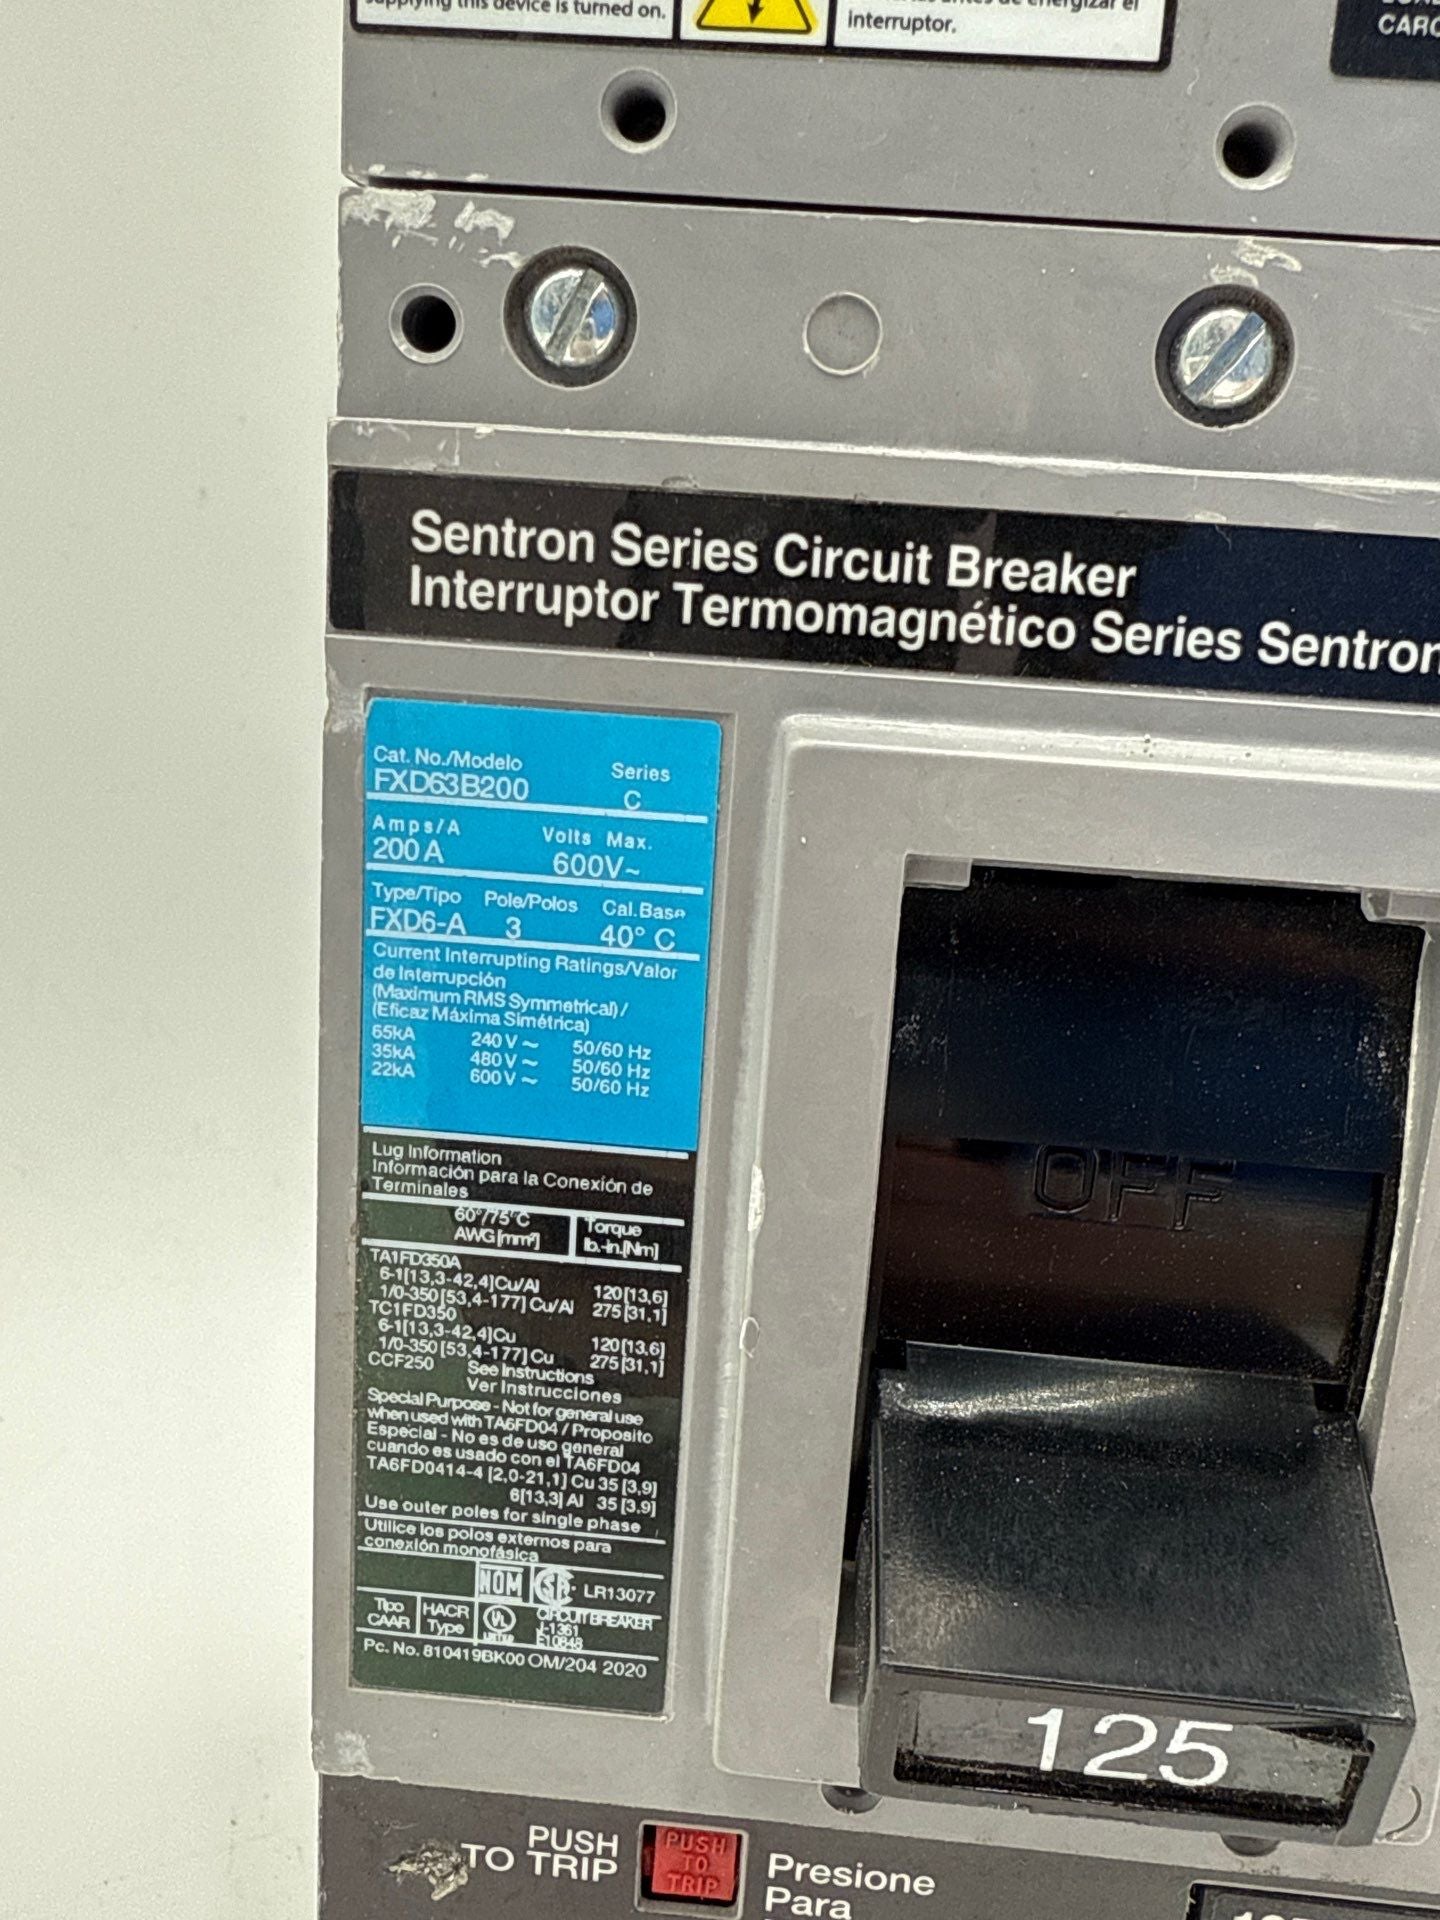 supplying this device is turned on.
interruptor.
Sentron Series Circuit Breaker
Interruptor Termomagnético Series Sentron
Cat. No./Modelo Series
FXD63B200 C
Amps/A Volts Max.
200 A 600V~
Type/Tipo Pole/Polos Cal.Base
FXD6-A 3 40° C
Current Interrupting Ratings/Valor
de Interrupción
(Maximum RMS Symmetrical) /
(Eficaz Máxima Simétrica)
65kA 240 V ~ 50/60 Hz
35kA 480 V ~ 50/60 Hz
22kA 600 V ~ 50/60 Hz
Lug Information
Información para la Conexión de
Terminales
60°/75°C Torque
AWG [mm²] lb.-in.[Nm]
TA1FD350A
6-1[13,3-42,4]Cu/Al 120 [13,6]
1/0-350 [53,4-177] Cu/Al 275 [31,1]
TC1FD350
6-1[13,3-42,4]Cu 120 [13,6]
1/0-350 [53,4-177] Cu 275 [31,1]
CCF250 See Instructions
Ver Instrucciones
Special Purpose - Not for general use
when used with TA6FD04 / Proposito
Especial - No es de uso general
cuando es usado con el TA6FD04
TA6FD0414-4 [2,0-21,1] Cu 35 [3,9]
6[13,3] Al 35 [3.9]
Use outer poles for single phase
Utilice los polos externos para
conexión monofásica
NOM LR13077
Tipo HACR CIRCUIT BREAKER
CAAR Type UL LISTED J-1361
E10848
Pc. No. 810419BK00 OM/204 2020
OFF
125
PUSH
TO TRIP
PUSH
TO
TRIP
Presione
Para